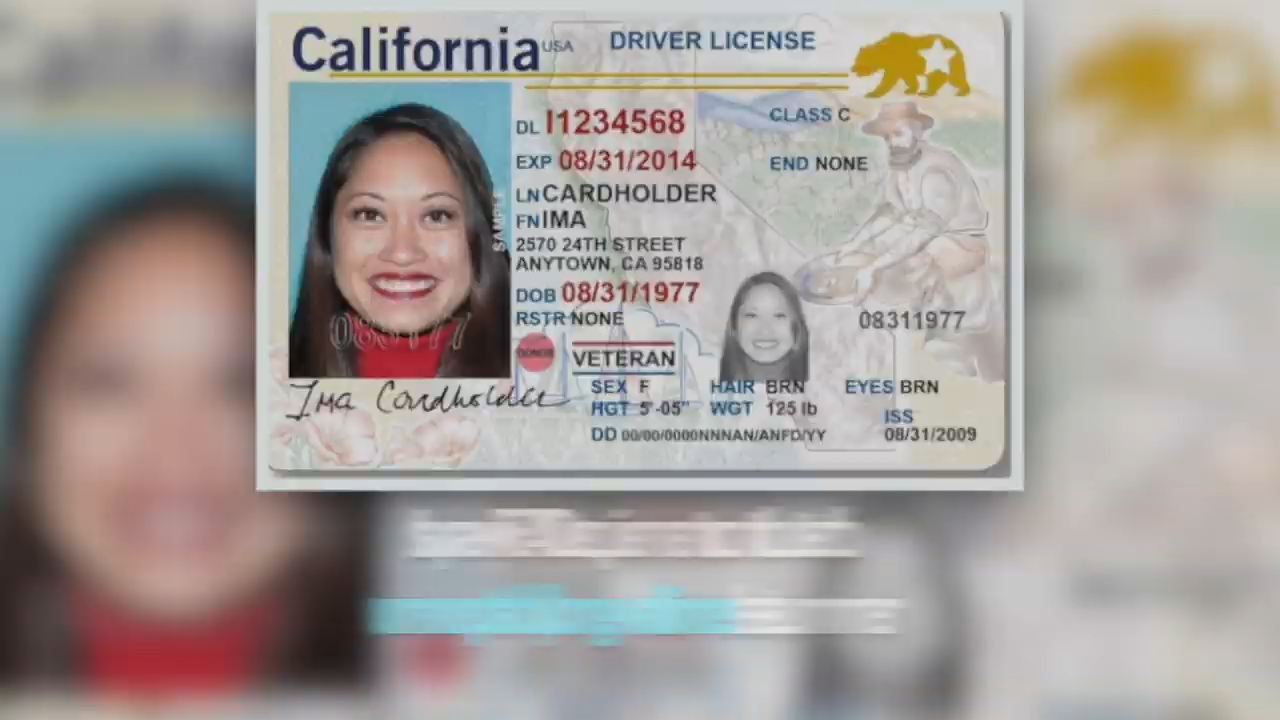 California USA DRIVER LICENSE
DL I1234568 CLASS C
EXP 08/31/2014 END NONE
LN CARDHOLDER
FN IMA
2570 24TH STREET
ANYTOWN, CA 95818
DOB 08/31/1977
RSTR NONE 08311977
DONOR VETERAN
SEX F HAIR BRN EYES BRN
HGT 5'-05" WGT 125 lb ISS
DD 00/00/0000NNNAN/ANFD/YY 08/31/2009
SAMPLE
Ima Cardholder